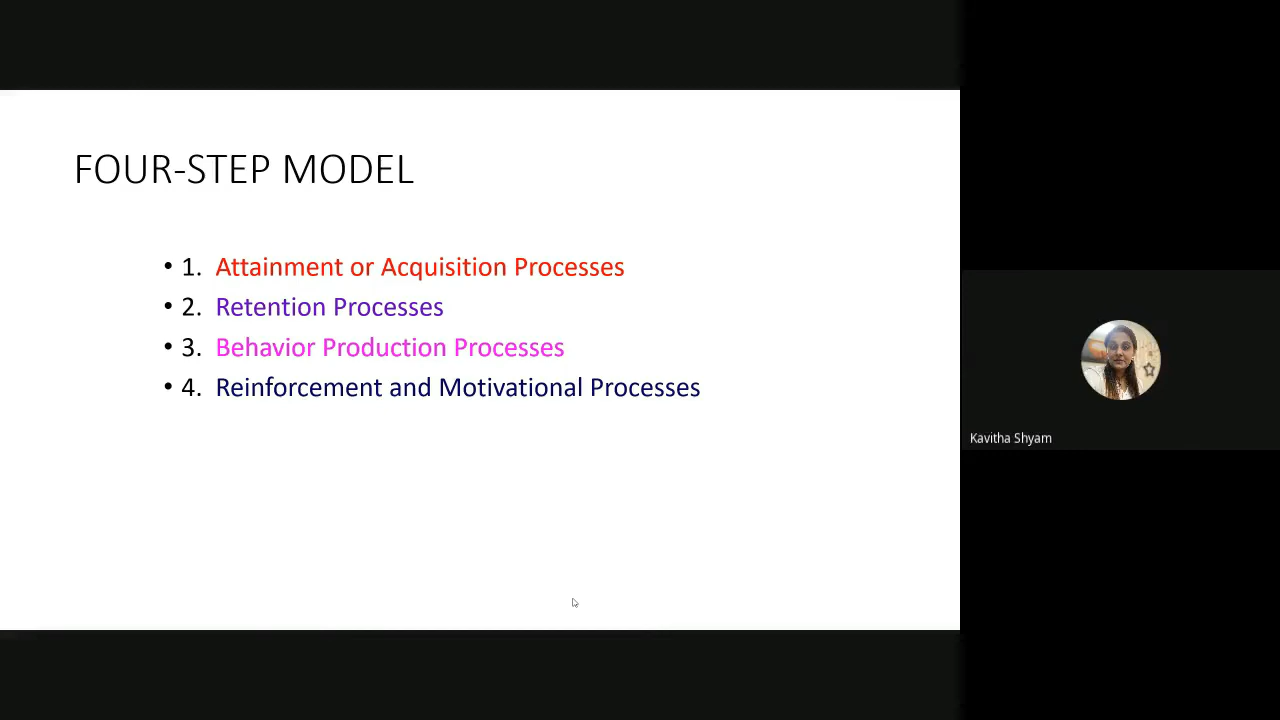 FOUR-STEP MODEL
• 1. Attainment or Acquisition Processes
• 2. Retention Processes
• 3. Behavior Production Processes
• 4. Reinforcement and Motivational Processes
Kavitha Shyam